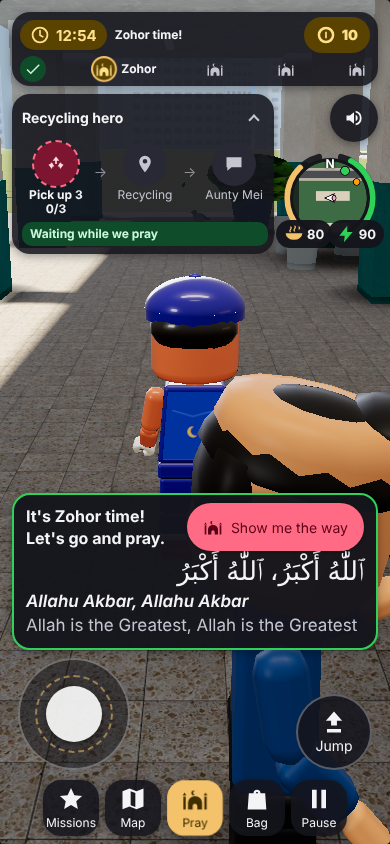 12:54
Zohor time!
10
Zohor
Recycling hero
Pick up 3
0/3
Recycling
Aunty Mei
Waiting while we pray
N
80
90
It's Zohor time!
Let's go and pray.
Show me the way
ٱللَّهُ أَكْبَرُ، ٱللَّهُ أَكْبَرُ
Allahu Akbar, Allahu Akbar
Allah is the Greatest, Allah is the Greatest
Jump
Missions
Map
Pray
Bag
Pause